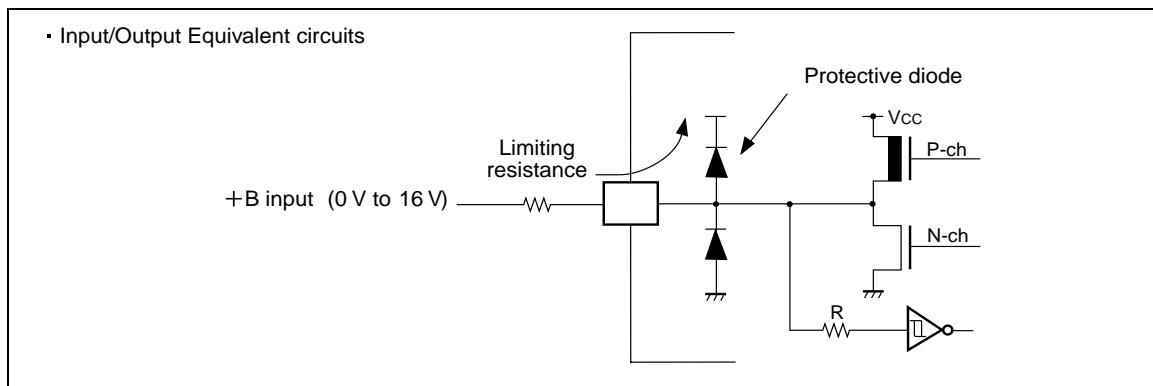 · Input/Output Equivalent circuits
Protective diode
Limiting
resistance
VCC
P-ch
+B input (0 V to 16 V)
N-ch
R